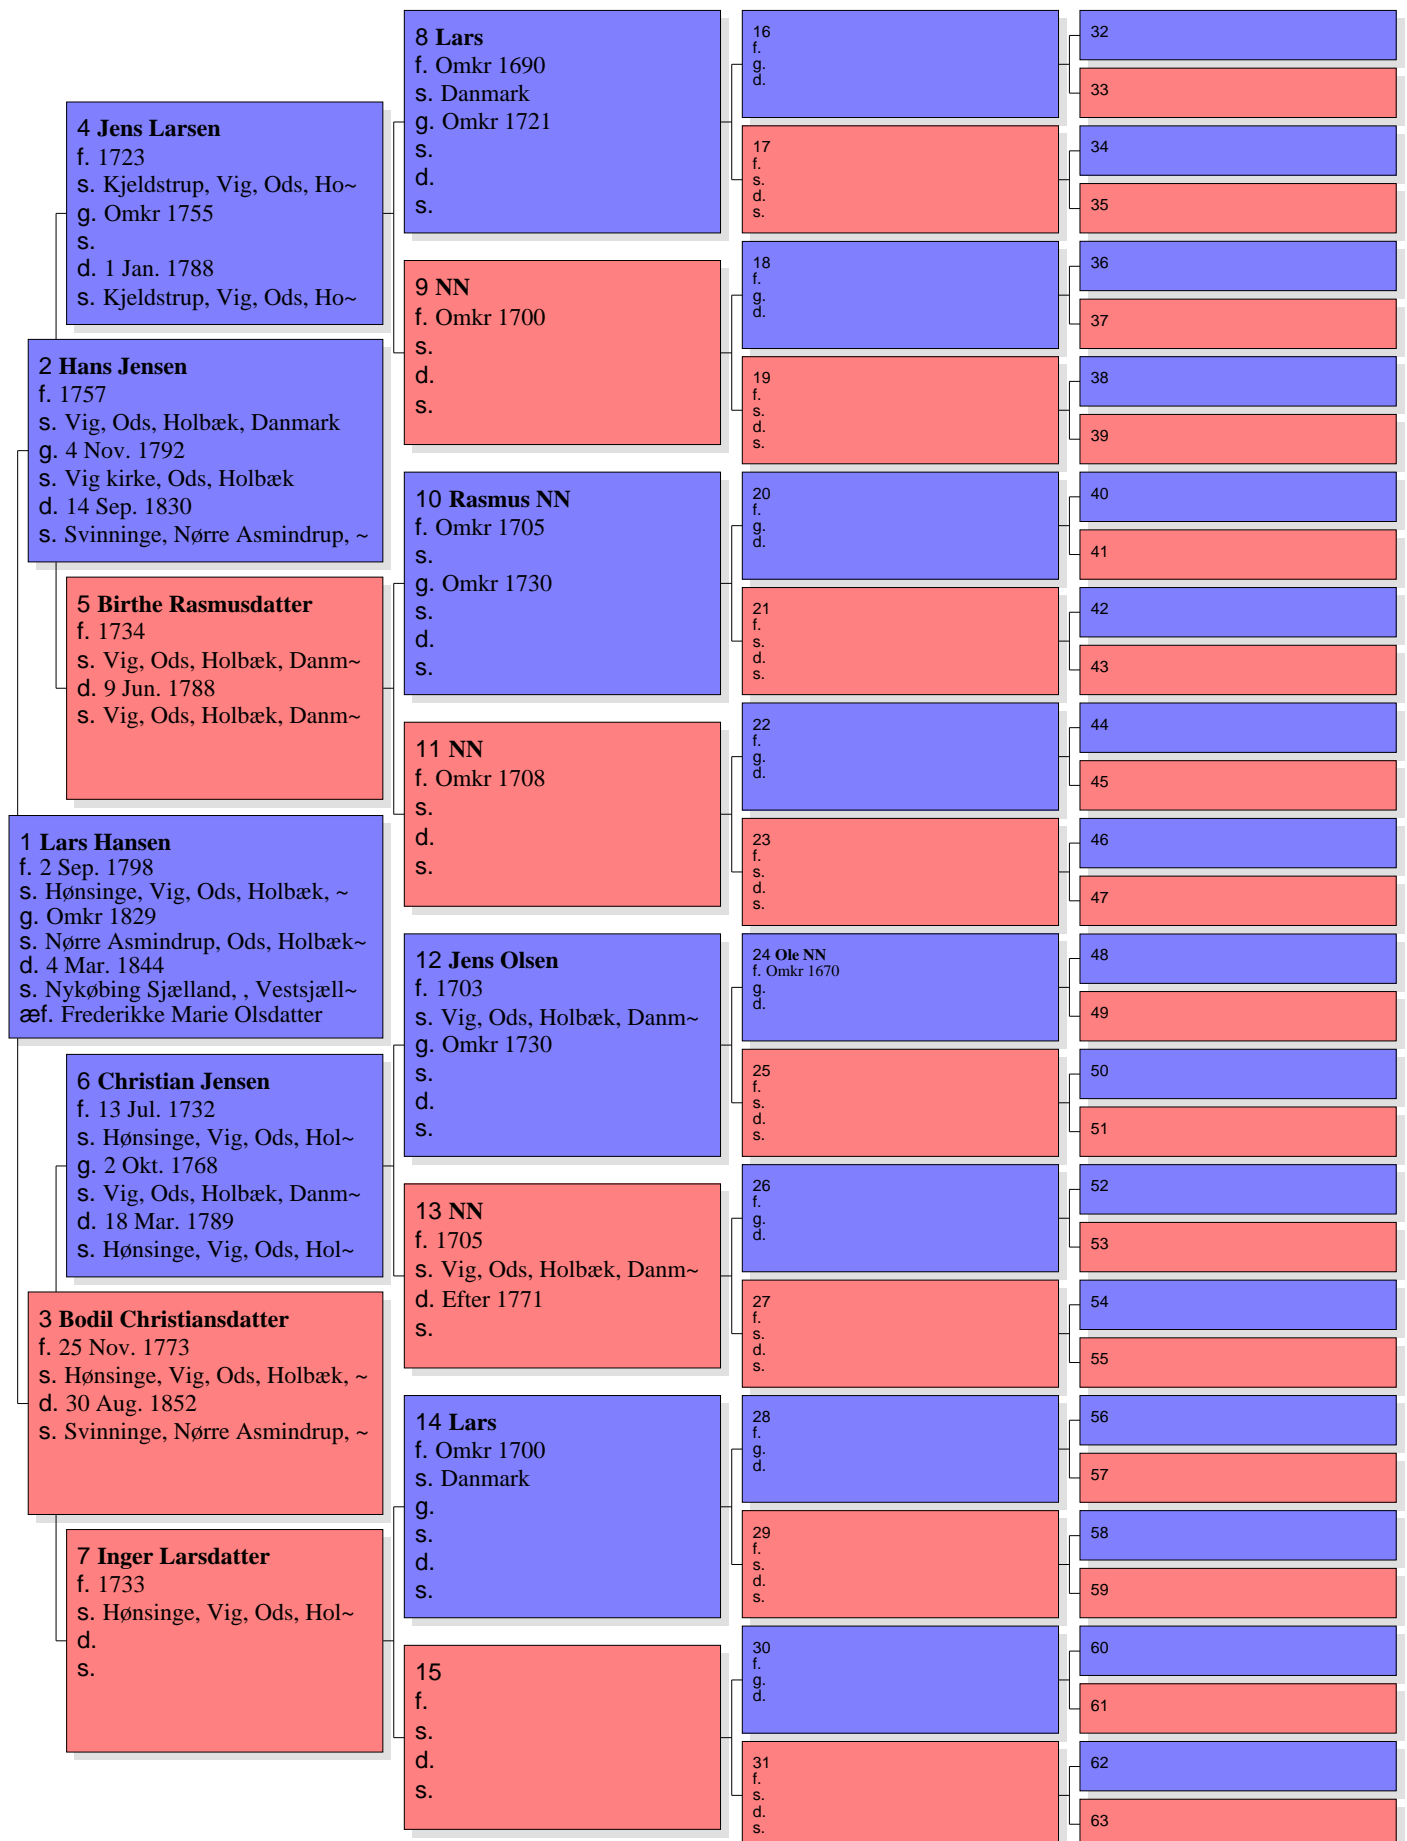 1 Lars Hansen
f. 2 Sep. 1798
s. Hønsinge, Vig, Ods, Holbæk, ~
g. Omkr 1829
s. Nørre Asmindrup, Ods, Holbæk~
d. 4 Mar. 1844
s. Nykøbing Sjælland, , Vestsjæll~
æf. Frederikke Marie Olsdatter
2 Hans Jensen
f. 1757
s. Vig, Ods, Holbæk, Danmark
g. 4 Nov. 1792
s. Vig kirke, Ods, Holbæk
d. 14 Sep. 1830
s. Svinninge, Nørre Asmindrup, ~
3 Bodil Christiansdatter
f. 25 Nov. 1773
s. Hønsinge, Vig, Ods, Holbæk, ~
d. 30 Aug. 1852
s. Svinninge, Nørre Asmindrup, ~
4 Jens Larsen
f. 1723
s. Kjeldstrup, Vig, Ods, Ho~
g. Omkr 1755
s.
d. 1 Jan. 1788
s. Kjeldstrup, Vig, Ods, Ho~
5 Birthe Rasmusdatter
f. 1734
s. Vig, Ods, Holbæk, Danm~
d. 9 Jun. 1788
s. Vig, Ods, Holbæk, Danm~
6 Christian Jensen
f. 13 Jul. 1732
s. Hønsinge, Vig, Ods, Hol~
g. 2 Okt. 1768
s. Vig, Ods, Holbæk, Danm~
d. 18 Mar. 1789
s. Hønsinge, Vig, Ods, Hol~
7 Inger Larsdatter
f. 1733
s. Hønsinge, Vig, Ods, Hol~
d.
s.
8 Lars
f. Omkr 1690
s. Danmark
g. Omkr 1721
s.
d.
s.
9 NN
f. Omkr 1700
s.
d.
s.
10 Rasmus NN
f. Omkr 1705
s.
g. Omkr 1730
s.
d.
s.
11 NN
f. Omkr 1708
s.
d.
s.
12 Jens Olsen
f. 1703
s. Vig, Ods, Holbæk, Danm~
g. Omkr 1730
s.
d.
s.
13 NN
f. 1705
s. Vig, Ods, Holbæk, Danm~
d. Efter 1771
s.
14 Lars
f. Omkr 1700
s. Danmark
g.
s.
d.
s.
15
f.
s.
d.
s.
16
f.
g.
d.
17
f.
s.
d.
s.
18
f.
g.
d.
19
f.
s.
d.
s.
20
f.
g.
d.
21
f.
s.
d.
s.
22
f.
g.
d.
23
f.
s.
d.
s.
24 Ole NN
f. Omkr 1670
g.
d.
25
f.
s.
d.
s.
26
f.
g.
d.
27
f.
s.
d.
s.
28
f.
g.
d.
29
f.
s.
d.
s.
30
f.
g.
d.
31
f.
s.
d.
s.
32
33
34
35
36
37
38
39
40
41
42
43
44
45
46
47
48
49
50
51
52
53
54
55
56
57
58
59
60
61
62
63